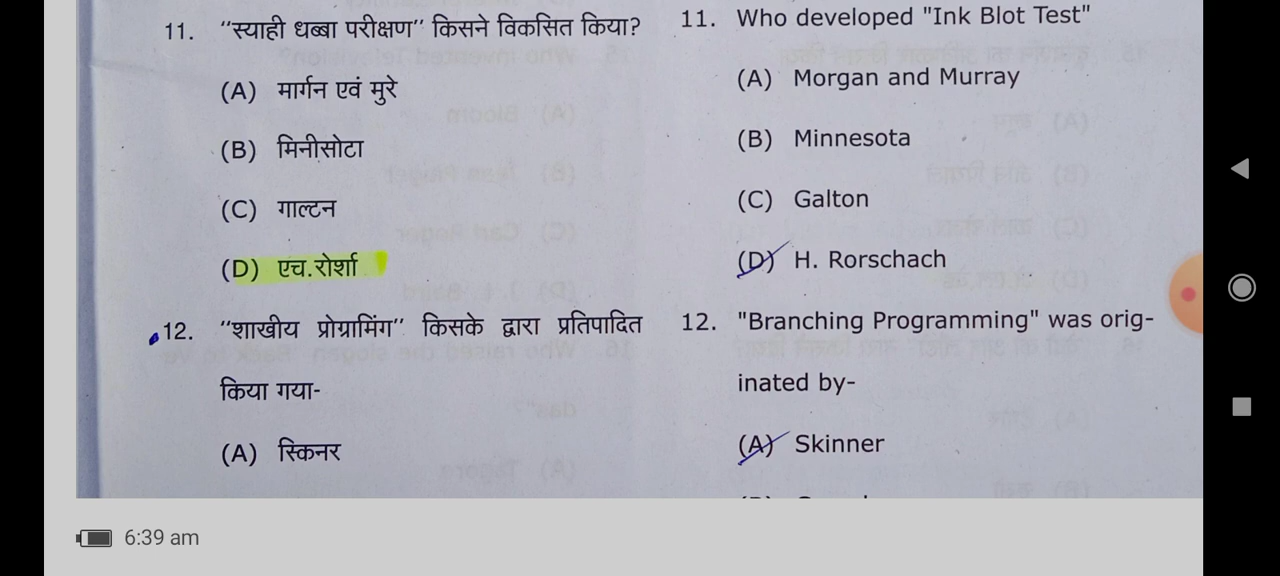 11. "स्याही धब्बा परीक्षण" किसने विकसित किया?
(A) मार्गन एवं मुरे
(B) मिनीसोटा
(C) गाल्टन
(D) एच.रोर्शा
12. "शाखीय प्रोग्रामिंग" किसके द्वारा प्रतिपादित
किया गया-
(A) स्किनर
11. Who developed "Ink Blot Test"
(A) Morgan and Murray
(B) Minnesota
(C) Galton
(D) H. Rorschach
12. "Branching Programming" was orig-
inated by-
(A) Skinner
6:39 am